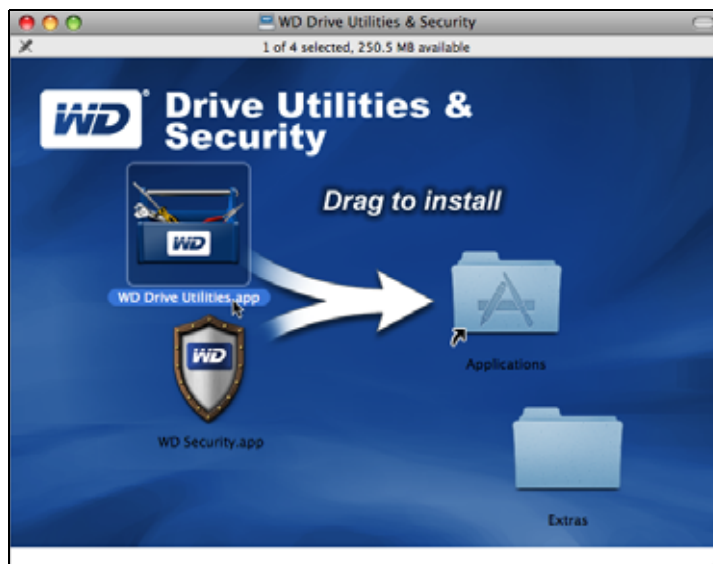 WD Drive Utilities & Security
1 of 4 selected, 250.5 MB available
WD® Drive Utilities &
Security
Drag to install
WD
WD Drive Utilities.app
WD
WD Security.app
Applications
Extras